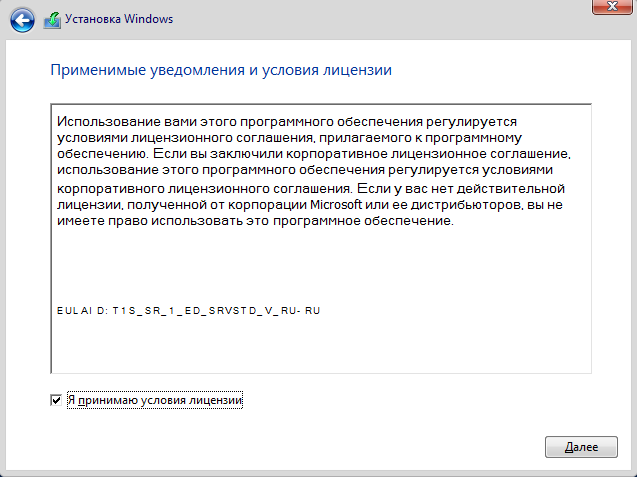 Установка Windows
Применимые уведомления и условия лицензии
Использование вами этого программного обеспечения регулируется
условиями лицензионного соглашения, прилагаемого к программному
обеспечению. Если вы заключили корпоративное лицензионное соглашение,
использование этого программного обеспечения регулируется условиями
корпоративного лицензионного соглашения. Если у вас нет действительной
лицензии, полученной от корпорации Microsoft или ее дистрибьюторов, вы не
имеете право использовать это программное обеспечение.
EULAID: T1S_SR_1_ED_SRVSTD_V_RU-RU
Я принимаю условия лицензии
Далее